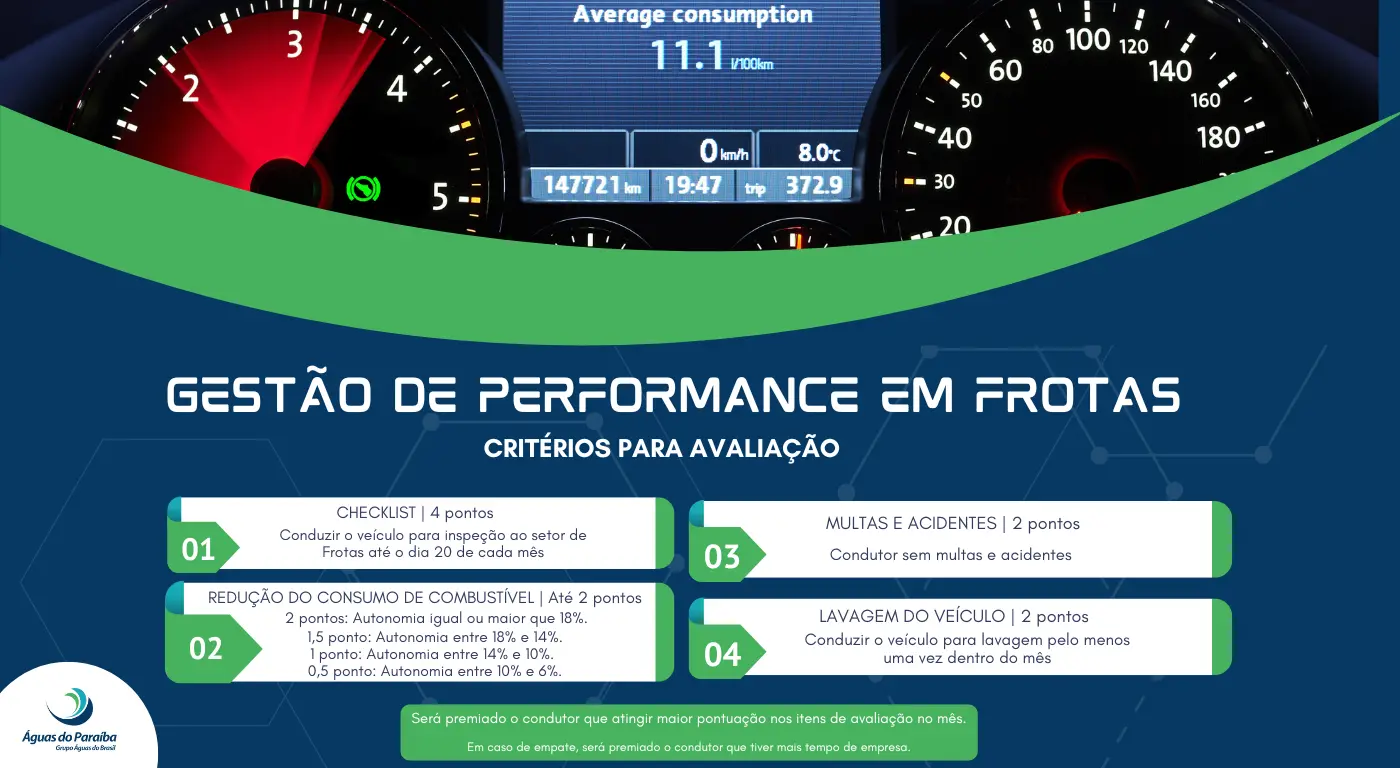 Average consumption
11.1 l/100km
2
3
4
5
0 km/h
8.0°C
147721 km
19:47
trip 372.9
20
30
40
50
60
80
100
120
140
160
180
GESTÃO DE PERFORMANCE EM FROTAS
CRITÉRIOS PARA AVALIAÇÃO
01
CHECKLIST | 4 pontos
Conduzir o veículo para inspeção ao setor de
Frotas até o dia 20 de cada mês
02
REDUÇÃO DO CONSUMO DE COMBUSTÍVEL | Até 2 pontos
2 pontos: Autonomia igual ou maior que 18%.
1,5 ponto: Autonomia entre 18% e 14%.
1 ponto: Autonomia entre 14% e 10%.
0,5 ponto: Autonomia entre 10% e 6%.
03
MULTAS E ACIDENTES | 2 pontos
Condutor sem multas e acidentes
04
LAVAGEM DO VEÍCULO | 2 pontos
Conduzir o veículo para lavagem pelo menos
uma vez dentro do mês
Será premiado o condutor que atingir maior pontuação nos itens de avaliação no mês.
Em caso de empate, será premiado o condutor que tiver mais tempo de empresa.
Águas do Paraíba
Grupo Águas do Brasil